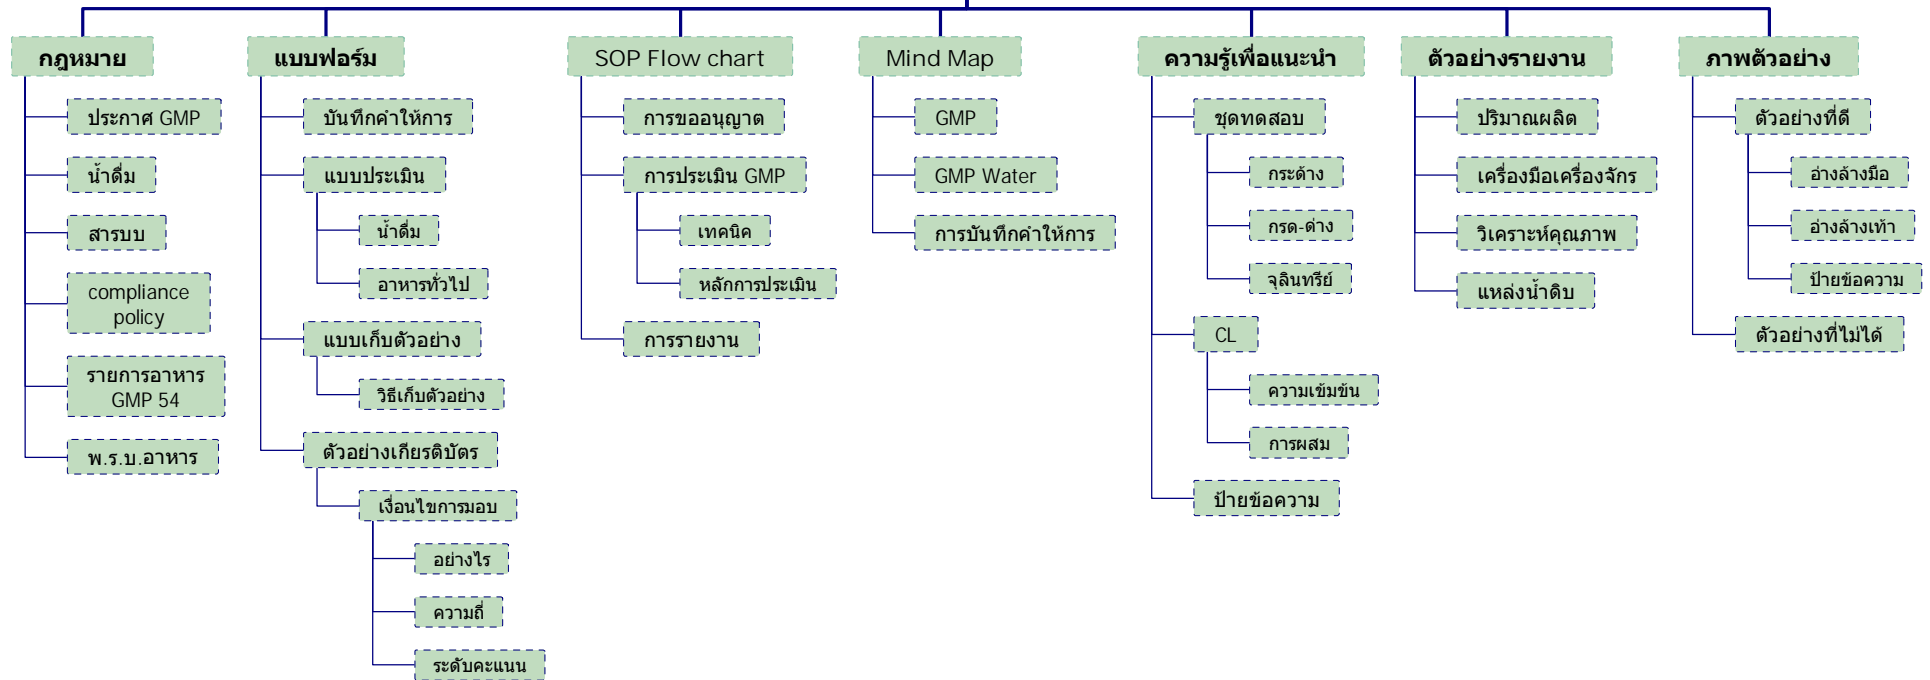 กฎหมาย
ประกาศ GMP
น้ำดื่ม
สารบบ
compliance
policy
รายการอาหาร
GMP 54
พ.ร.บ.อาหาร
แบบฟอร์ม
บันทึกคำให้การ
แบบประเมิน
น้ำดื่ม
อาหารทั่วไป
แบบเก็บตัวอย่าง
วิธีเก็บตัวอย่าง
ตัวอย่างเกียรติบัตร
เงื่อนไขการมอบ
อย่างไร
ความถี่
ระดับคะแนน
SOP Flow chart
การขออนุญาต
การประเมิน GMP
เทคนิค
หลักการประเมิน
การรายงาน
Mind Map
GMP
GMP Water
การบันทึกคำให้การ
ความรู้เพื่อแนะนำ
ชุดทดสอบ
กระด้าง
กรด-ด่าง
จุลินทรีย์
CL
ความเข้มข้น
การผสม
ป้ายข้อความ
ตัวอย่างรายงาน
ปริมาณผลิต
เครื่องมือเครื่องจักร
วิเคราะห์คุณภาพ
แหล่งน้ำดิบ
ภาพตัวอย่าง
ตัวอย่างที่ดี
อ่างล้างมือ
อ่างล้างเท้า
ป้ายข้อความ
ตัวอย่างที่ไม่ได้